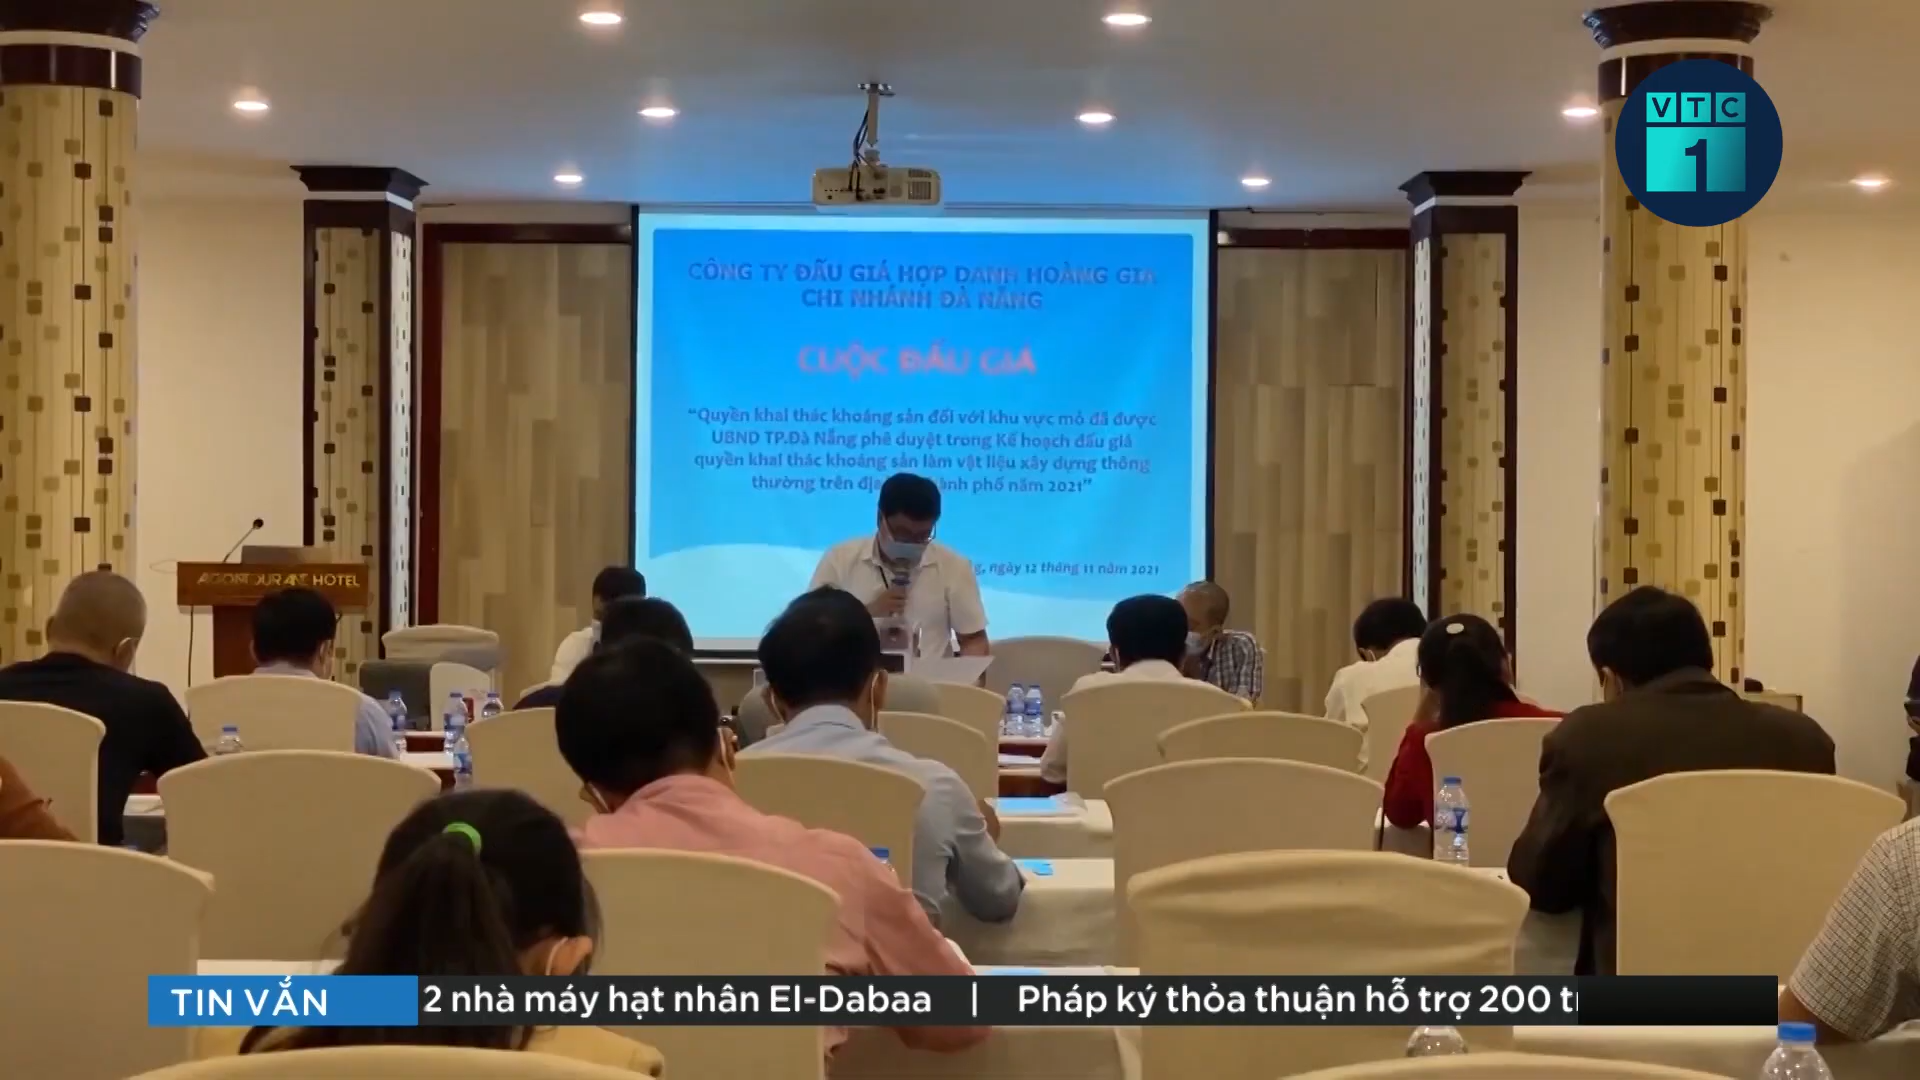 VTC
1
CÔNG TY ĐẤU GIÁ HỢP DANH HOÀNG GIA
CHI NHÁNH ĐÀ NẴNG
CUỘC ĐẤU GIÁ
“Quyền khai thác khoáng sản đối với khu vực mỏ đã được
UBND TP.Đà Nẵng phê duyệt trong Kế hoạch đấu giá
quyền khai thác khoáng sản làm vật liệu xây dựng thông
thường trên phố năm 2021”
ngày 12 tháng 11 năm 2021
HOTEL
TIN VẮN 2 nhà máy hạt nhân El-Dabaa | Pháp ký thỏa thuận hỗ trợ 200